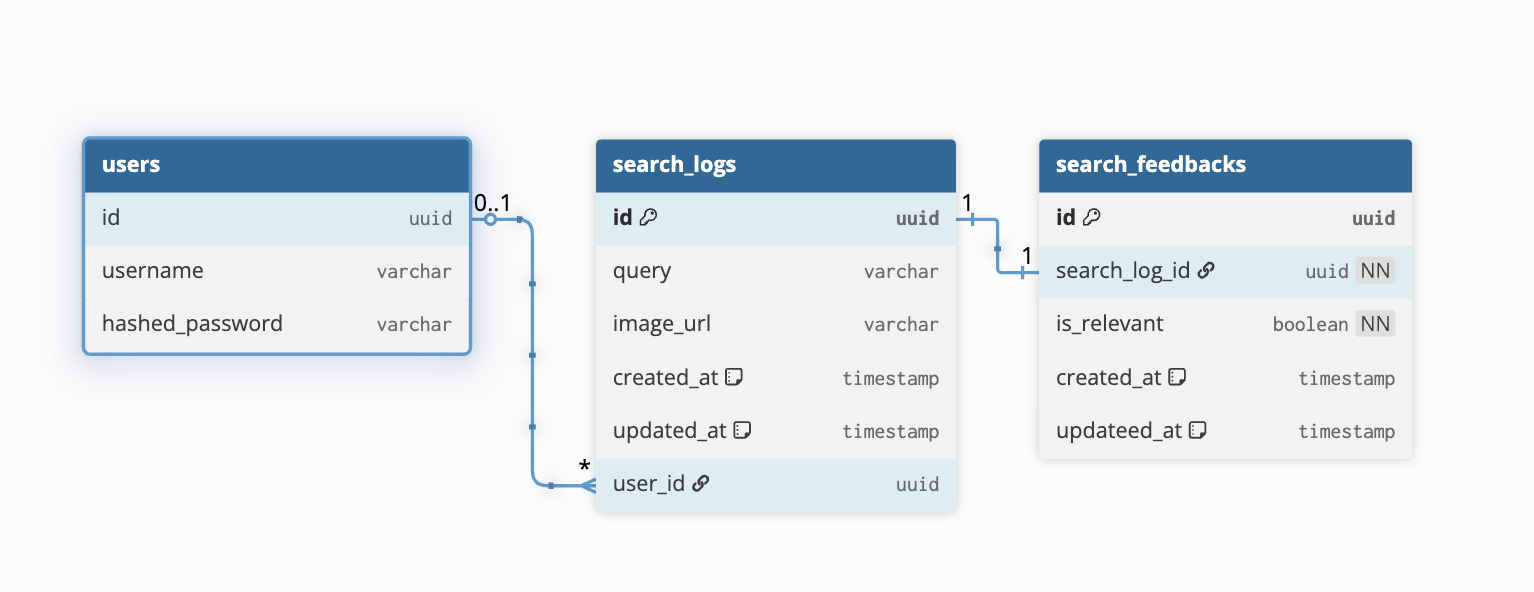 users
id uuid
username varchar
hashed_password varchar
0..1
*
search_logs
id uuid
query varchar
image_url varchar
created_at timestamp
updated_at timestamp
user_id uuid
1
1
search_feedbacks
id uuid
search_log_id uuid NN
is_relevant boolean NN
created_at timestamp
updateed_at timestamp